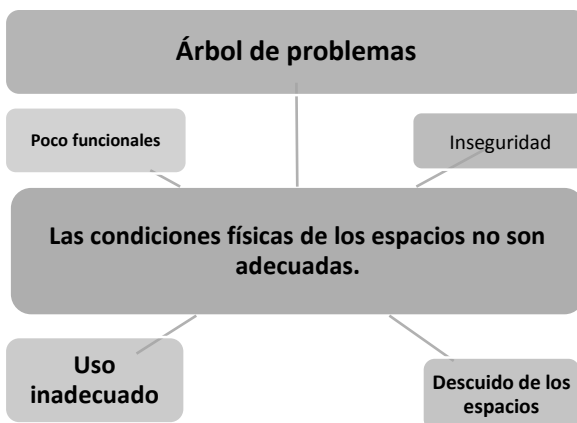 Árbol de problemas
Poco funcionales
Inseguridad
Las condiciones físicas de los espacios no son
adecuadas.
Uso
inadecuado
Descuido de los
espacios